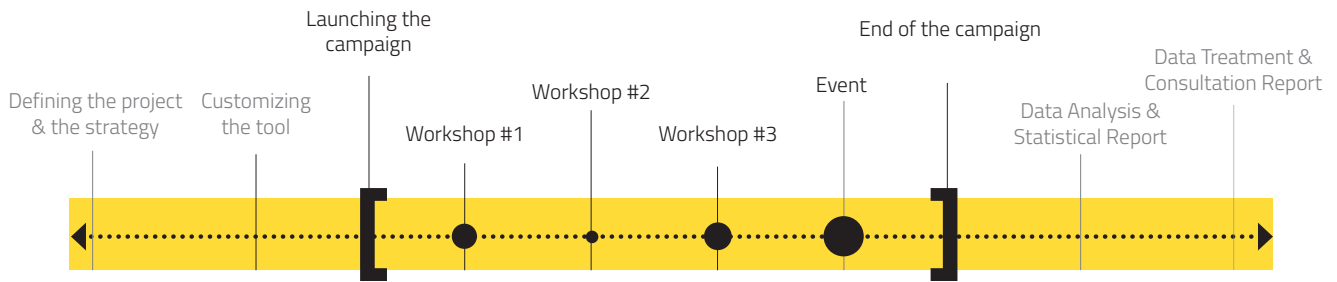 Defining the project
& the strategy
Customizing
the tool
Launching the
campaign
Workshop #1
Workshop #2
Workshop #3
Event
End of the campaign
Data Analysis &
Statistical Report
Data Treatment &
Consultation Report